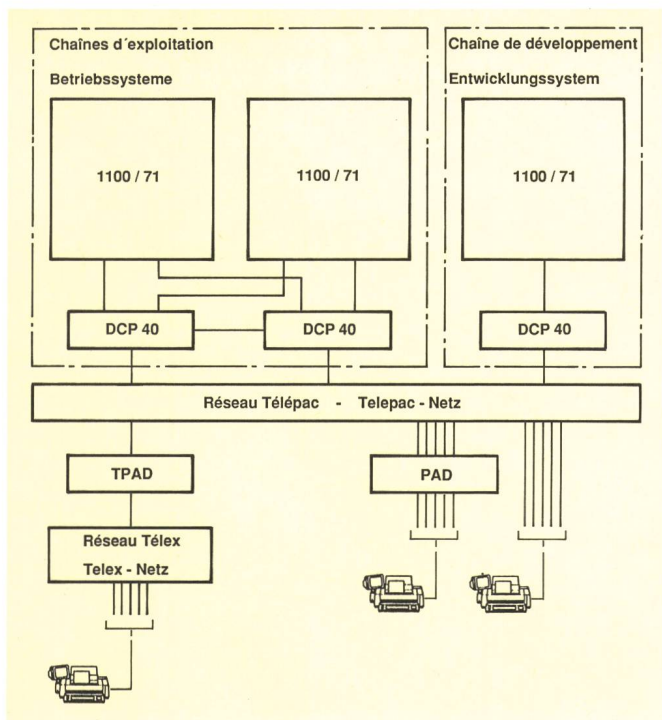 Chaînes d´exploitation
Betriebssysteme
1100 / 71
1100 / 71
DCP 40
DCP 40
Chaîne de développement
Entwicklungssystem
1100 / 71
DCP 40
Réseau Télépac - Telepac - Netz
TPAD
PAD
Réseau Télex
Telex - Netz